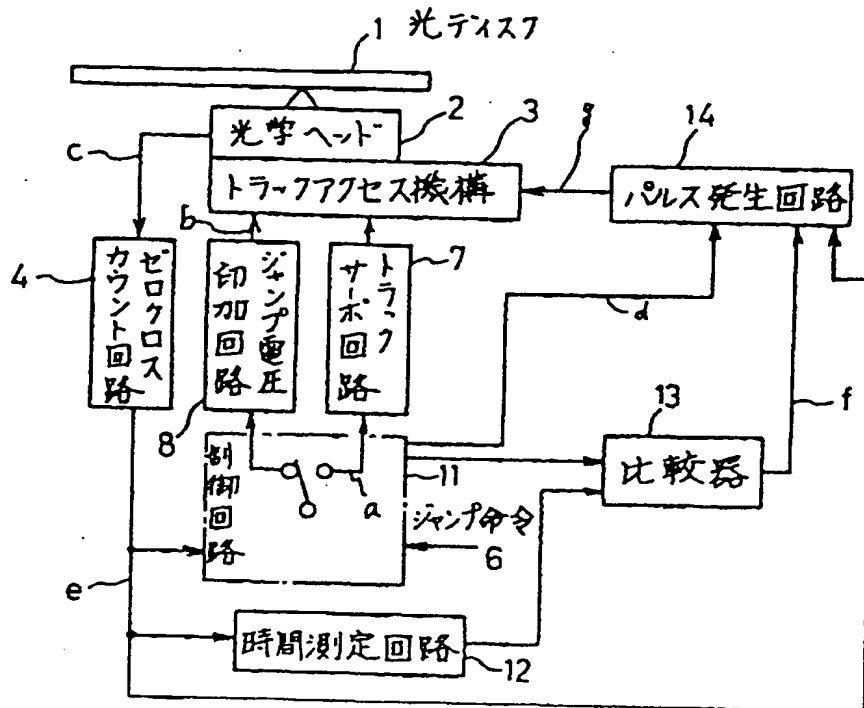 1 光ディスク
光学ヘッド
2
3
トラックアクセス機構
c
b
g
14
パルス発生回路
4
ゼロクロス
カウント回路
ジャンプ電圧
印加回路
8
トラック
サーボ回路
7
d
制御回路
a
11
ジャンプ命令
6
13
比較器
f
e
時間測定回路
12